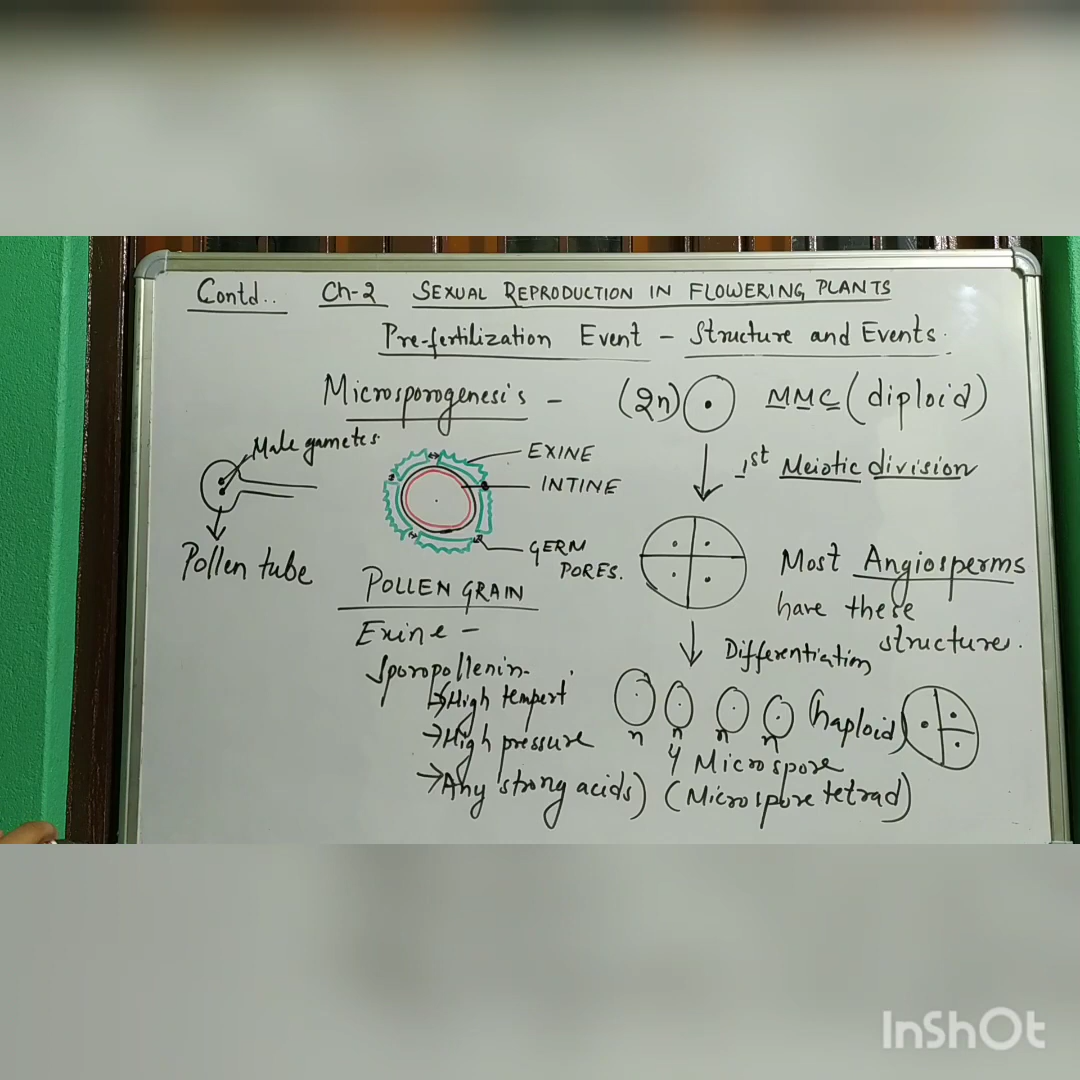 Contd.. Ch-2 SEXUAL REPRODUCTION IN FLOWERING PLANTS
Pre-fertilization Event - Structure and Events.
Microsporogenesis -
(2n) MMC (diploid)
Male gametes
Pollen tube
EXINE
INTINE
GERM
PORES.
POLLEN GRAIN
Exine -
Sporopollenin
→High tempert
→High pressure
→Any strong acids)
1st Meiotic division
Most Angiosperms
have these
structure.
Differentiation
n n n n (haploid)
4 Microspore
(Microspore tetrad)
InShOt